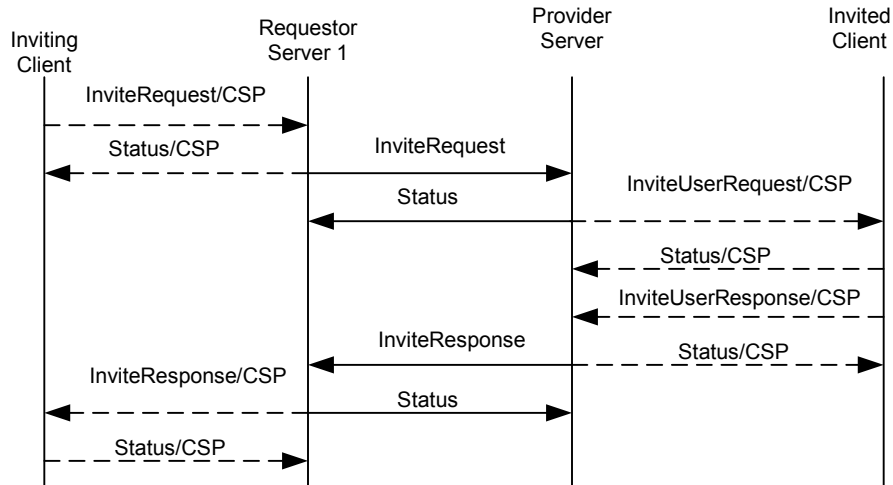 Inviting
Client
Requestor
Server 1
Provider
Server
Invited
Client
InviteRequest/CSP
Status/CSP
InviteRequest
InviteUserRequest/CSP
Status
Status/CSP
InviteUserResponse/CSP
InviteResponse
Status/CSP
InviteResponse/CSP
Status
Status/CSP